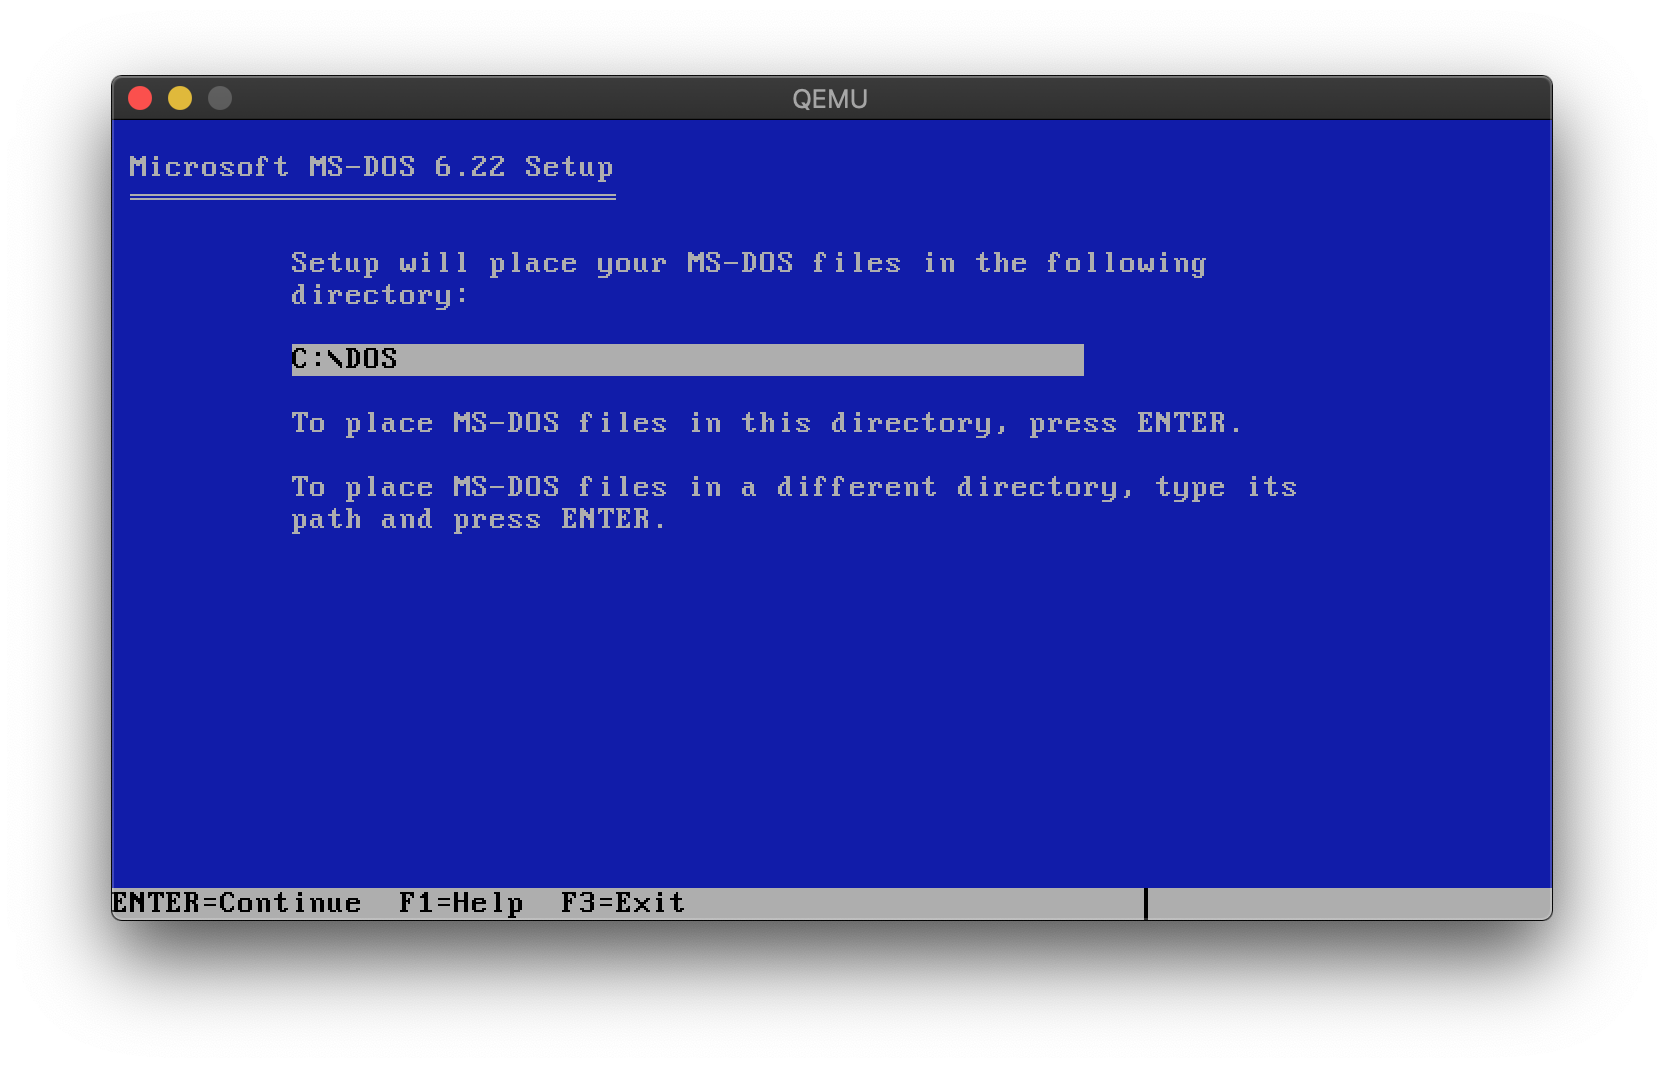 QEMU
Microsoft MS-DOS 6.22 Setup
Setup will place your MS-DOS files in the following
directory:
C:\DOS
To place MS-DOS files in this directory, press ENTER.
To place MS-DOS files in a different directory, type its
path and press ENTER.
ENTER=Continue  F1=Help  F3=Exit